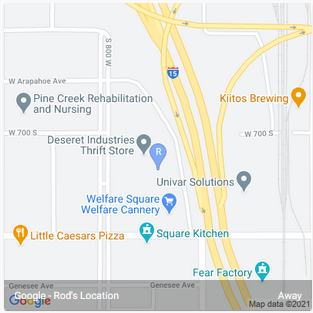 S 800 W
15
W Arapahoe Ave
Kiitos Brewing
Pine Creek Rehabilitation
and Nursing
W 700 S
W 700 S
Deseret Industries
Thrift Store
R
Univar Solutions
Welfare Square
Welfare Cannery
Little Caesars Pizza
Square Kitchen
Fear Factory
Genesee Ave
Genesee Ave
Google - Rod's Location
Away
Google
Map data ©2021